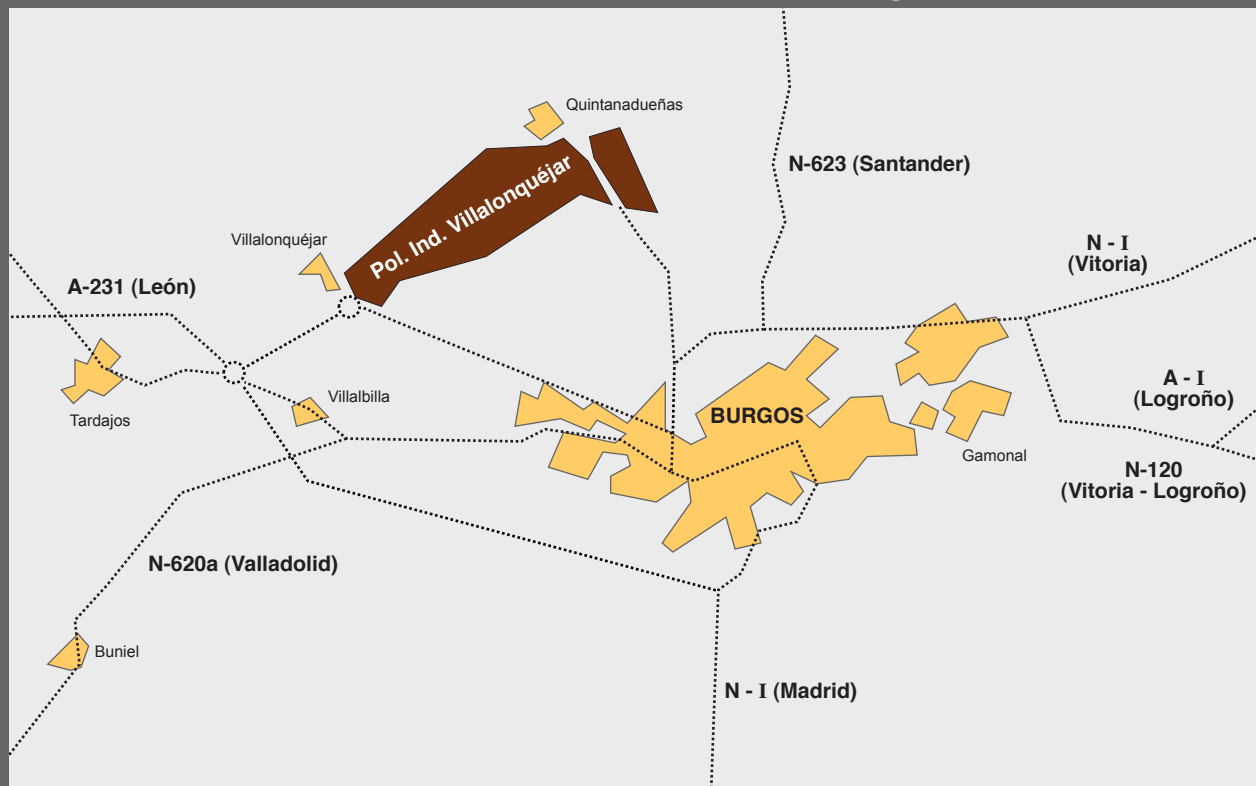 Quintanadueñas
N-623 (Santander)
Pol. Ind. Villalonquéjar
Villalonquéjar
N - I
(Vitoria)
A-231 (León)
A - I
(Logroño)
Villalbilla
Tardajos
BURGOS
Gamonal
N-120
(Vitoria - Logroño)
N-620a (Valladolid)
Buniel
N - I (Madrid)